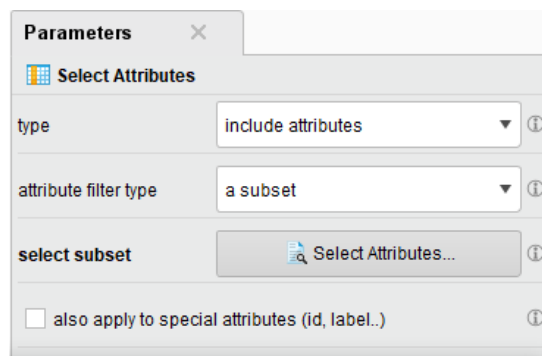 Parameters
Select Attributes
type include attributes
attribute filter type a subset
select subset Select Attributes...
also apply to special attributes (id, label..)